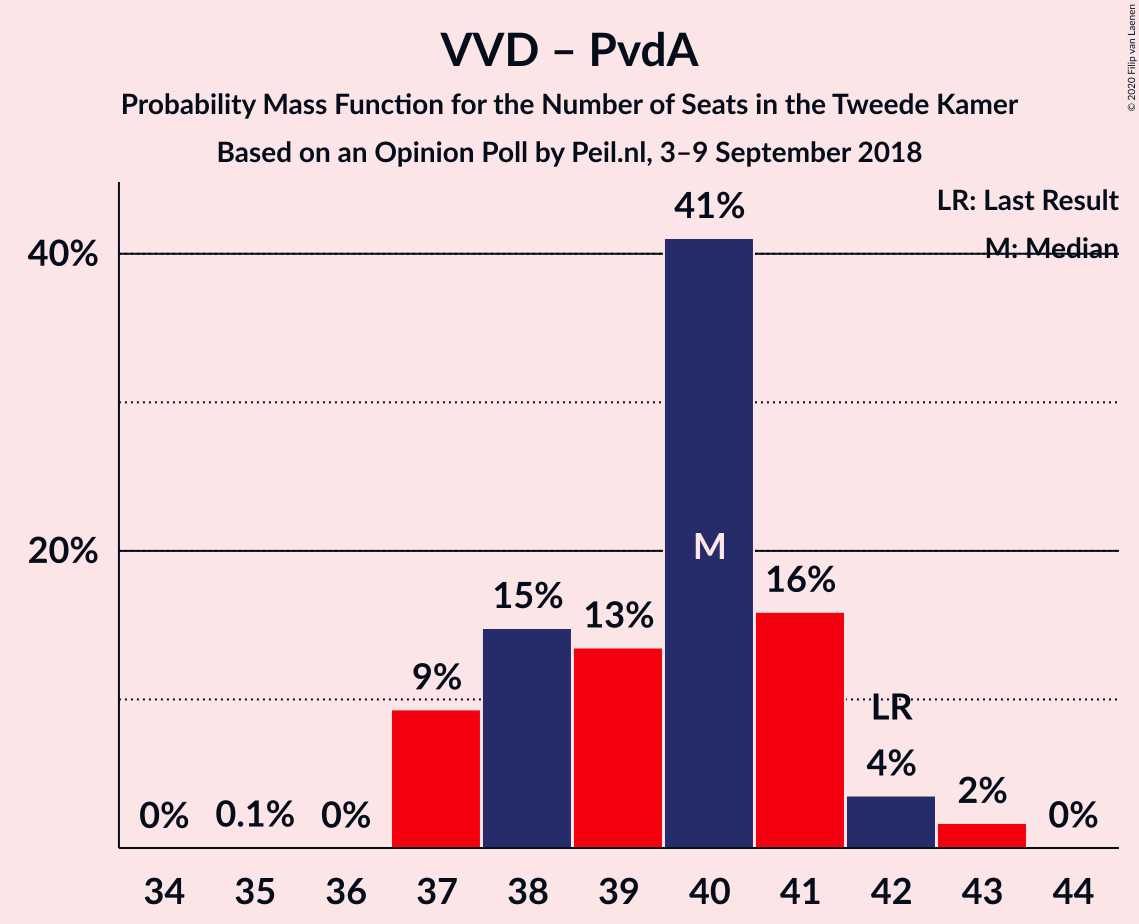 VVD – PvdA
Probability Mass Function for the Number of Seats in the Tweede Kamer
Based on an Opinion Poll by Peil.nl, 3–9 September 2018
© 2020 Filip van Laenen
LR: Last Result
M: Median
40%
20%
0%
0.1%
0%
9%
15%
13%
41%
M
16%
LR
4%
2%
0%
34 35 36 37 38 39 40 41 42 43 44